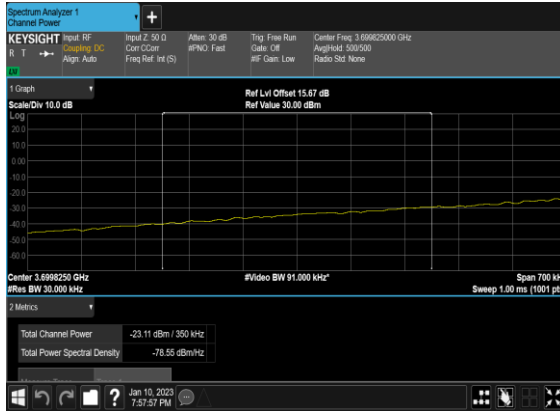 Spectrum Analyzer 1
Channel Power
+
KEYSIGHT Input: RF Input Z: 50 Ω Atten: 30 dB Trig: Free Run Center Freq: 3.699825000 GHz
R T Coupling: DC Corr CCorr #PNO: Fast Gate: Off Avg|Hold: 500/500
Align: Auto Freq Ref: Int (S) #IF Gain: Low Radio Std: None
1 Graph
Ref Lvl Offset 15.67 dB
Scale/Div 10.0 dB Ref Value 30.00 dBm
Log
20.0
10.0
0.00
-10.0
-20.0
-30.0
-40.0
-50.0
-60.0
Center 3.6998250 GHz #Video BW 91.000 kHz* Span 700 kH
#Res BW 30.000 kHz Sweep 1.00 ms (1001 pt
2 Metrics
Total Channel Power -23.11 dBm / 350 kHz
Total Power Spectral Density -78.55 dBm/Hz
? Jan 10, 2023
7:57:57 PM